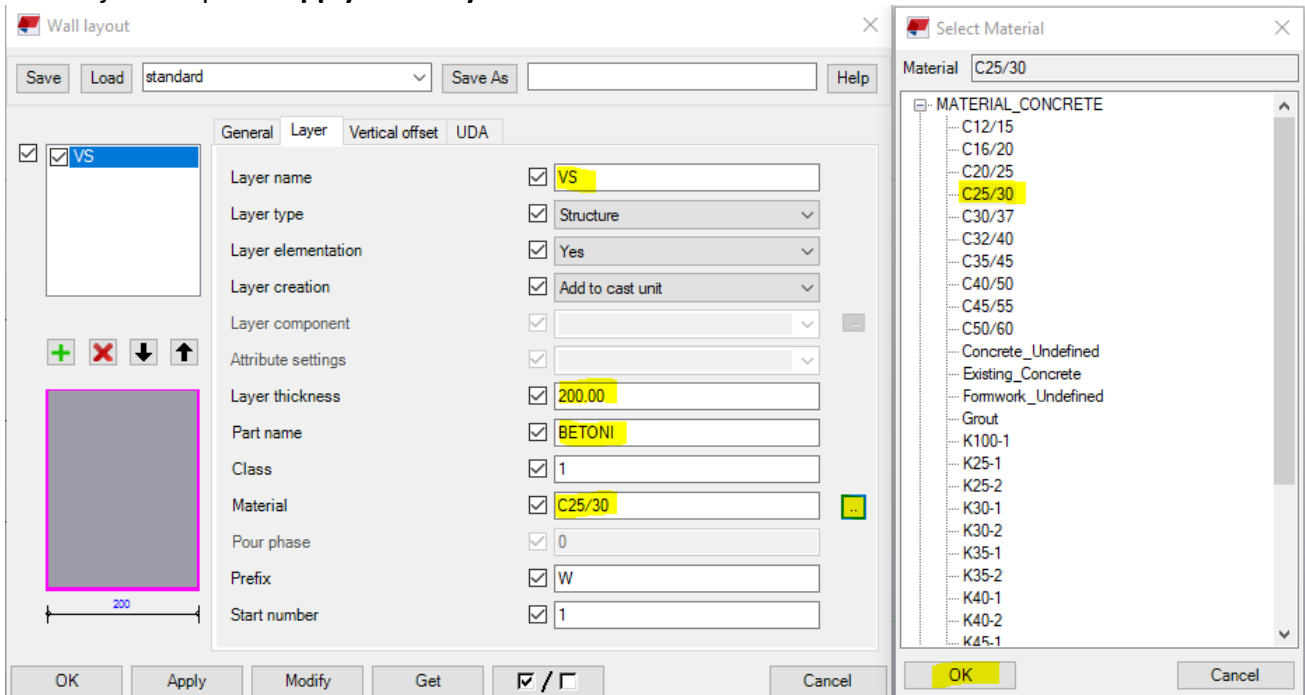 Apply
Wall layout
Save Load standard Save As Help
General Layer Vertical offset UDA
VS
Layer name VS
Layer type Structure
Layer elementation Yes
Layer creation Add to cast unit
Layer component
Attribute settings
Layer thickness 200.00
Part name BETONI
Class 1
Material C25/30 ..
Pour phase 0
Prefix W
Start number 1
200
OK Apply Modify Get / Cancel
Select Material
Material C25/30
MATERIAL_CONCRETE
C12/15
C16/20
C20/25
C25/30
C30/37
C32/40
C35/45
C40/50
C45/55
C50/60
Concrete_Undefined
Existing_Concrete
Formwork_Undefined
Grout
K100-1
K25-1
K25-2
K30-1
K30-2
K35-1
K35-2
K40-1
K40-2
K45-1
OK Cancel